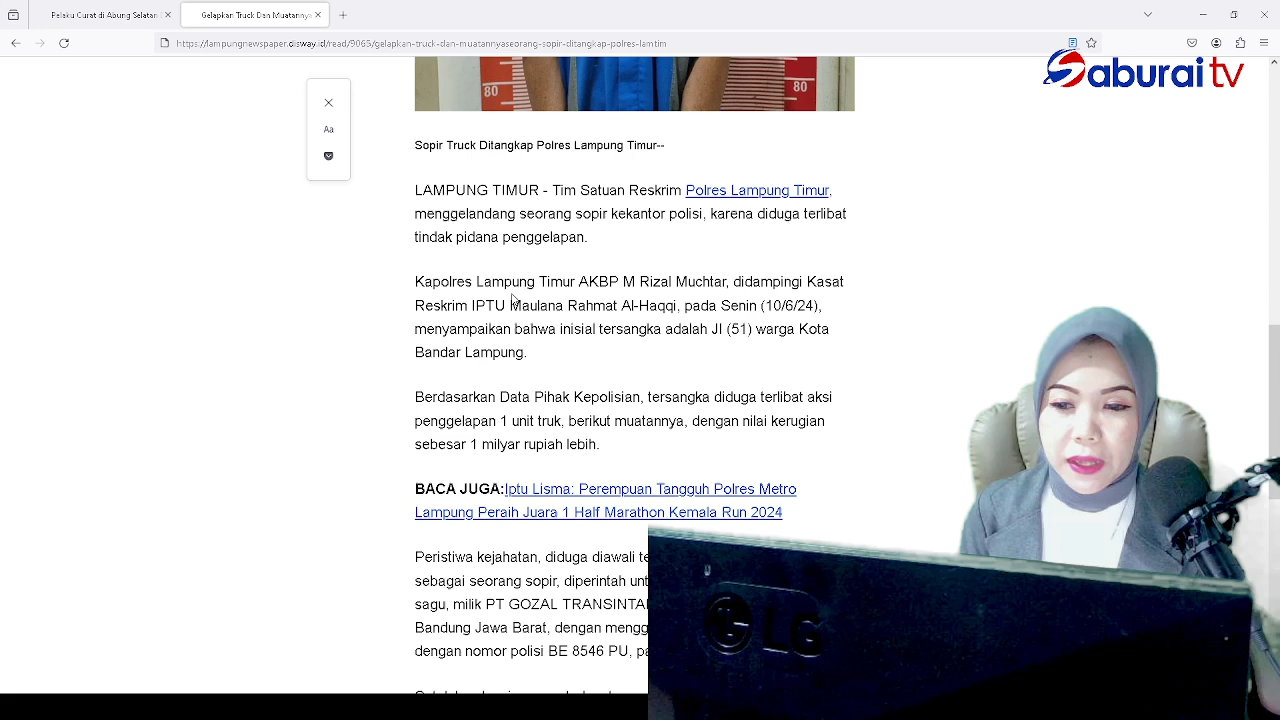 Pelaku Curat di Abung Selatan
Gelapkan Truck Dan Muatannya
https://lampungnewspaper.disway.id/read/9065/gelapkan-truck-dan-muatannyaseorang-sopir-ditangkap-polres-lamtim
Saburai tv
80
80
Aa
Sopir Truck Ditangkap Polres Lampung Timur--
LAMPUNG TIMUR - Tim Satuan Reskrim Polres Lampung Timur,
menggelandang seorang sopir kekantor polisi, karena diduga terlibat
tindak pidana penggelapan.
Kapolres Lampung Timur AKBP M Rizal Muchtar, didampingi Kasat
Reskrim IPTU Maulana Rahmat Al-Haqqi, pada Senin (10/6/24),
menyampaikan bahwa inisial tersangka adalah JI (51) warga Kota
Bandar Lampung.
Berdasarkan Data Pihak Kepolisian, tersangka diduga terlibat aksi
penggelapan 1 unit truk, berikut muatannya, dengan nilai kerugian
sebesar 1 milyar rupiah lebih.
BACA JUGA:Iptu Lisma: Perempuan Tangguh Polres Metro
Lampung Peraih Juara 1 Half Marathon Kemala Run 2024
Peristiwa kejahatan, diduga diawali
sebagai seorang sopir, diperintah
sagu, milik PT GOZAL
Bandung Jawa Barat, dengan
dengan nomor polisi BE 8546 PU,
LG